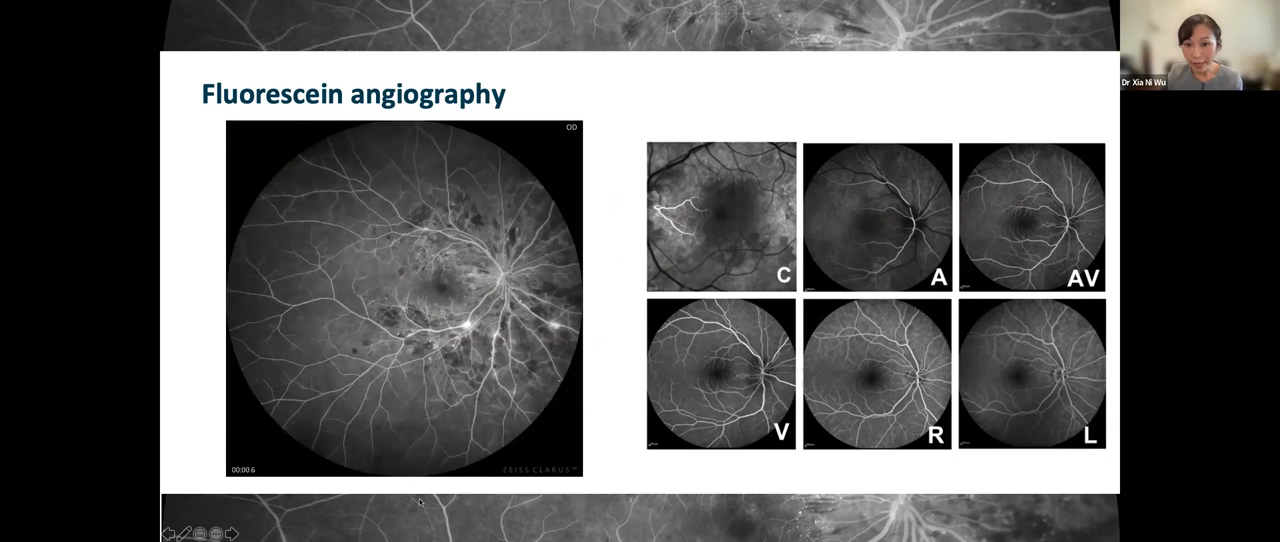 Fluorescein angiography
OD
00:00.6
ZEISS CLARUS
C
A
AV
V
R
L
Dr Xia Ni Wu